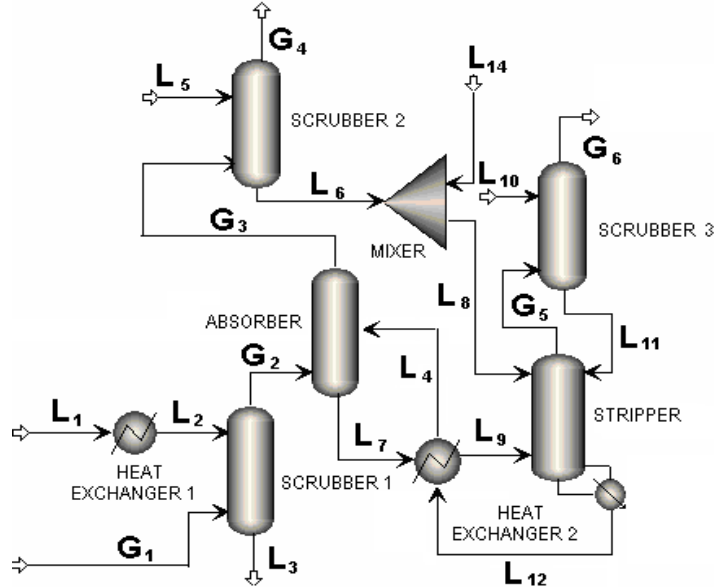 G4
L5
L14
SCRUBBER 2
G6
L10
L6
G3
MIXER
SCRUBBER 3
ABSORBER
L8
G5
L11
G2
L4
STRIPPER
L1
L2
L7
L9
HEAT
EXCHANGER 1
SCRUBBER 1
HEAT
EXCHANGER 2
G1
L3
L12